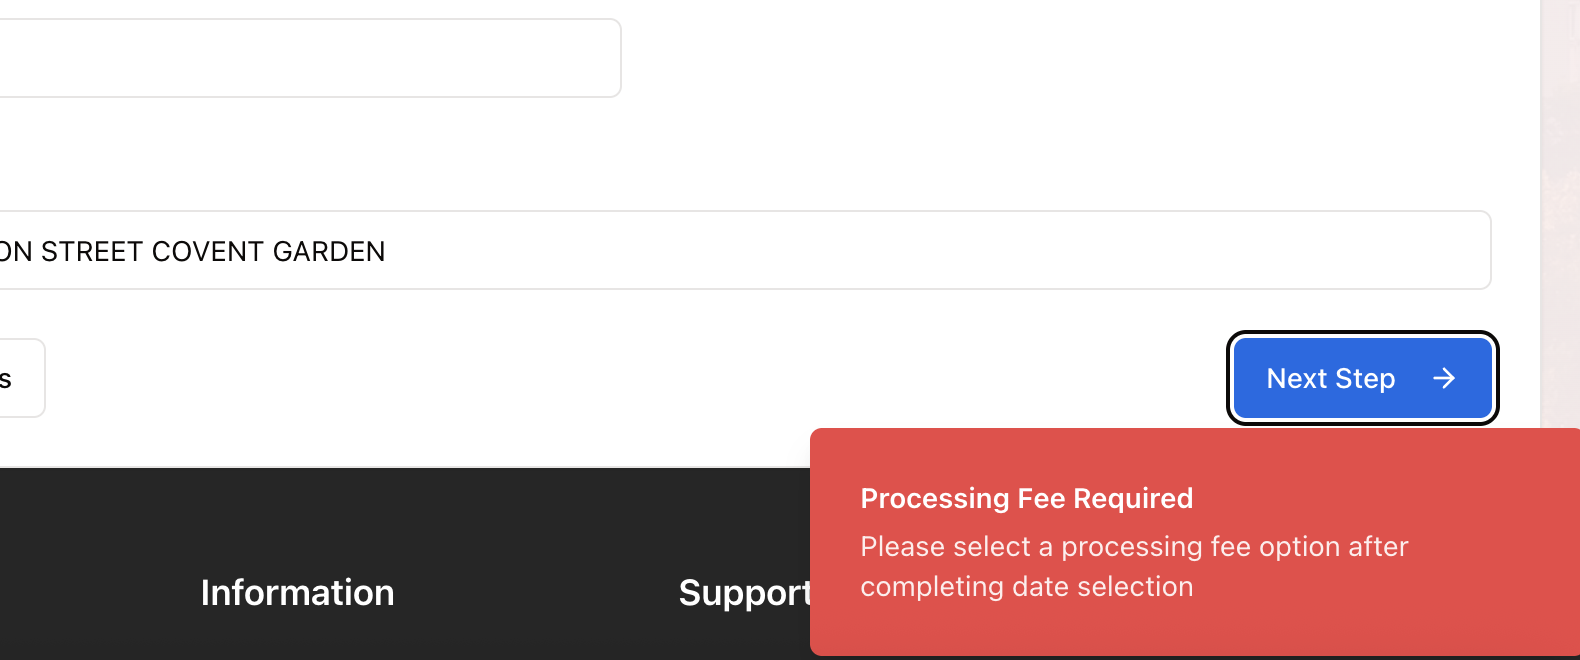 ON STREET COVENT GARDEN
s
Next Step
Processing Fee Required
Please select a processing fee option after
completing date selection
Information
Support